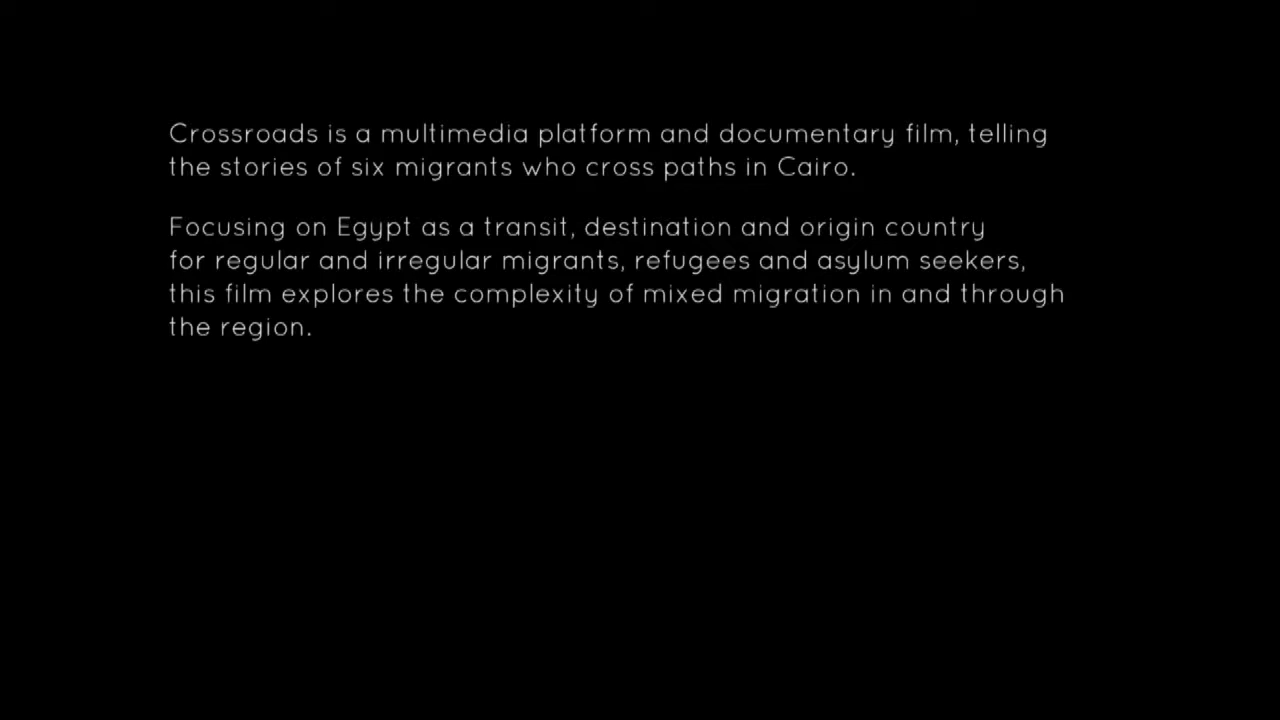 Crossroads is a multimedia platform and documentary film, telling
the stories of six migrants who cross paths in Cairo.
Focusing on Egypt as a transit, destination and origin country
for regular and irregular migrants, refugees and asylum seekers,
this film explores the complexity of mixed migration in and through
the region.